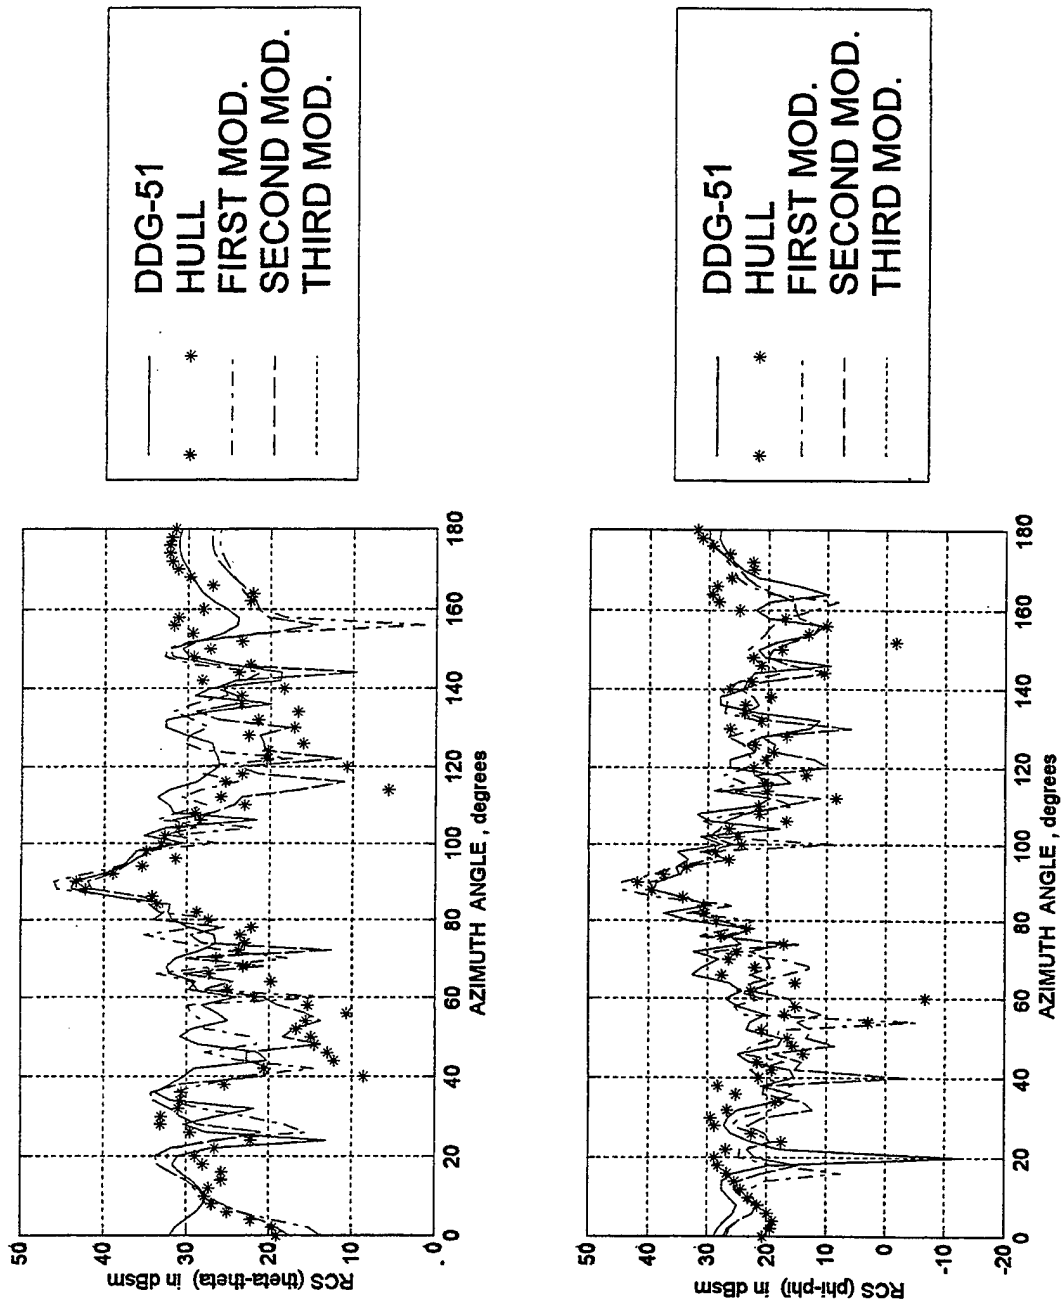 DDG-51
HULL
FIRST MOD.
SECOND MOD.
THIRD MOD.
50
40
30
20
10
0
RCS (theta-theta) in dBsm
0 20 40 60 80 100 120 140 160 180
AZIMUTH ANGLE, degrees
DDG-51
HULL
FIRST MOD.
SECOND MOD.
THIRD MOD.
50
40
30
20
10
0
-10
-20
RCS (phi-phi) in dBsm
0 20 40 60 80 100 120 140 160 180
AZIMUTH ANGLE, degrees